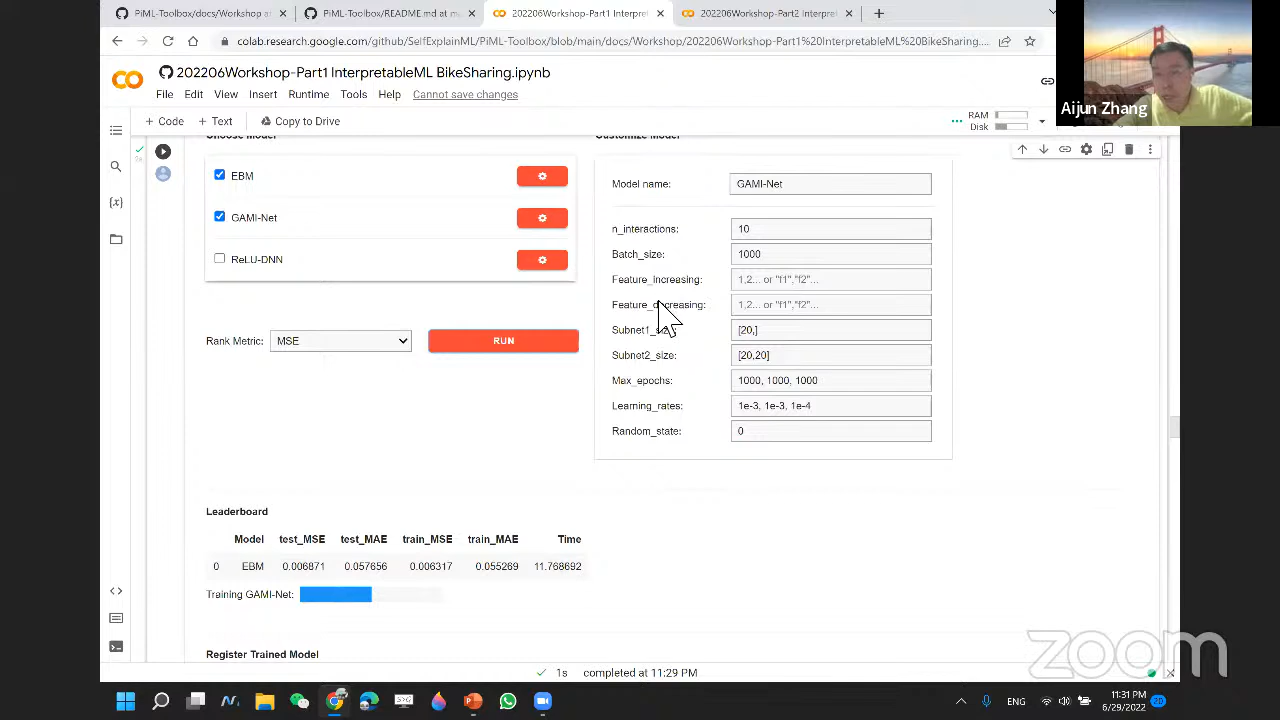 PiML-Toolbox/docs/Workshop a
PiML-Toolbox/README.md at m
202206Workshop-Part1 Interpret
202206Workshop-Part2 Interpret
colab.research.google.com/github/SelfExplainML/PiML-Toolbox/blob/main/docs/Workshop/202206Workshop-Part1%20InterpretableML%20BikeSharing....
202206Workshop-Part1 InterpretableML BikeSharing.ipynb
File Edit View Insert Runtime Tools Help Cannot save changes
+ Code + Text Copy to Drive
RAM
Disk
Aijun Zhang
Choose Model
Customize Model
1s
EBM
GAMI-Net
ReLU-DNN
Rank Metric: MSE RUN
Model name: GAMI-Net
n_interactions: 10
Batch_size: 1000
Feature_increasing: 1,2... or "f1","f2"...
Feature_decreasing: 1,2... or "f1","f2"...
Subnet1_size: [20,]
Subnet2_size: [20,20]
Max_epochs: 1000, 1000, 1000
Learning_rates: 1e-3, 1e-3, 1e-4
Random_state: 0
Leaderboard
Model test_MSE test_MAE train_MSE train_MAE Time
0 EBM 0.006871 0.057656 0.006317 0.055269 11.768692
Training GAMI-Net:
Register Trained Model
1s completed at 11:29 PM
zoom
ENG
11:31 PM
6/29/2022
20